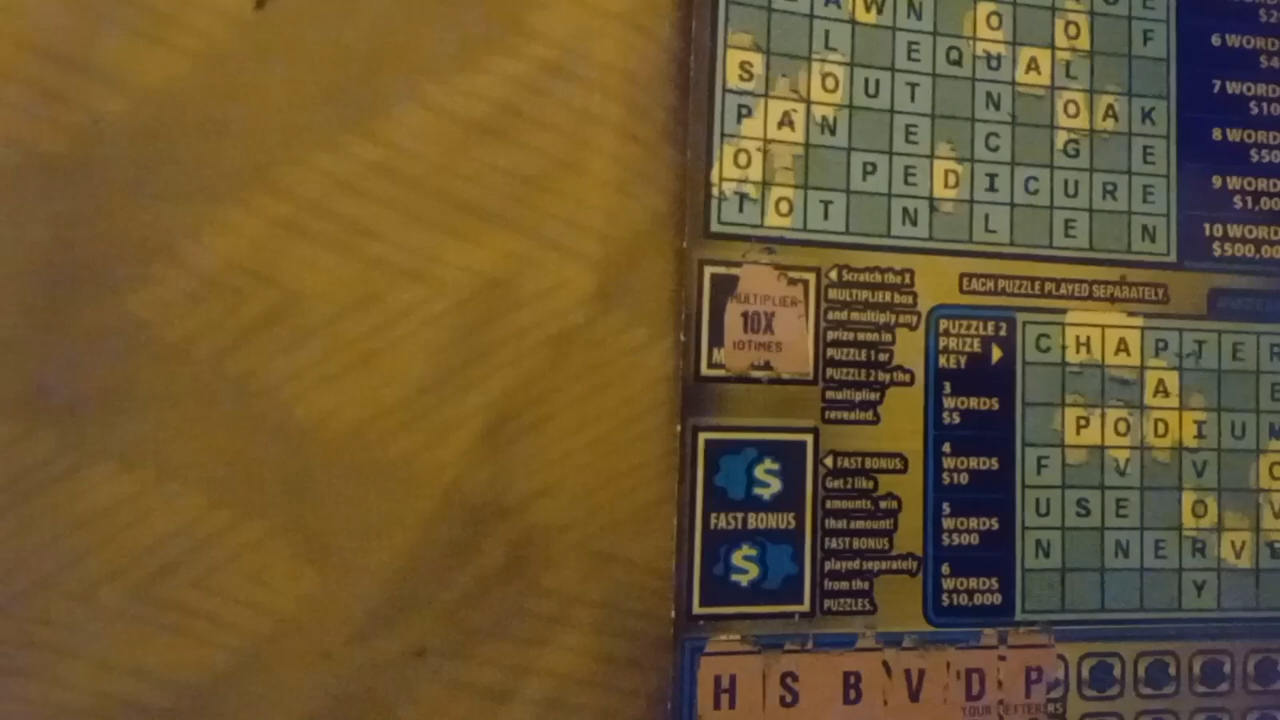 W N O O E
L E Q U A L O F
S O U T N O A K
P A N E C G E
O P E D I C U R E
T O T N L E N
6 WORD
$4
7 WORD
$10
8 WORD
$50
9 WORD
$1,00
10 WORD
$500,00
MULTIPLIER
10X
10TIMES
Scratch the X
MULTIPLIER box
and multiply any
prize won in
PUZZLE 1 or
PUZZLE 2 by the
multiplier
revealed.
EACH PUZZLE PLAYED SEPARATELY.
FAST BONUS
FAST BONUS:
Get 2 like
amounts, win
that amount!
FAST BONUS
played separately
from the
PUZZLES.
PUZZLE 2
PRIZE
KEY
3
WORDS
$5
4
WORDS
$10
5
WORDS
$500
6
WORDS
$10,000
C H A P T E R
A E
P O D I U M
F V V O
U S E O V
N N E R V E
Y
H S B V D P